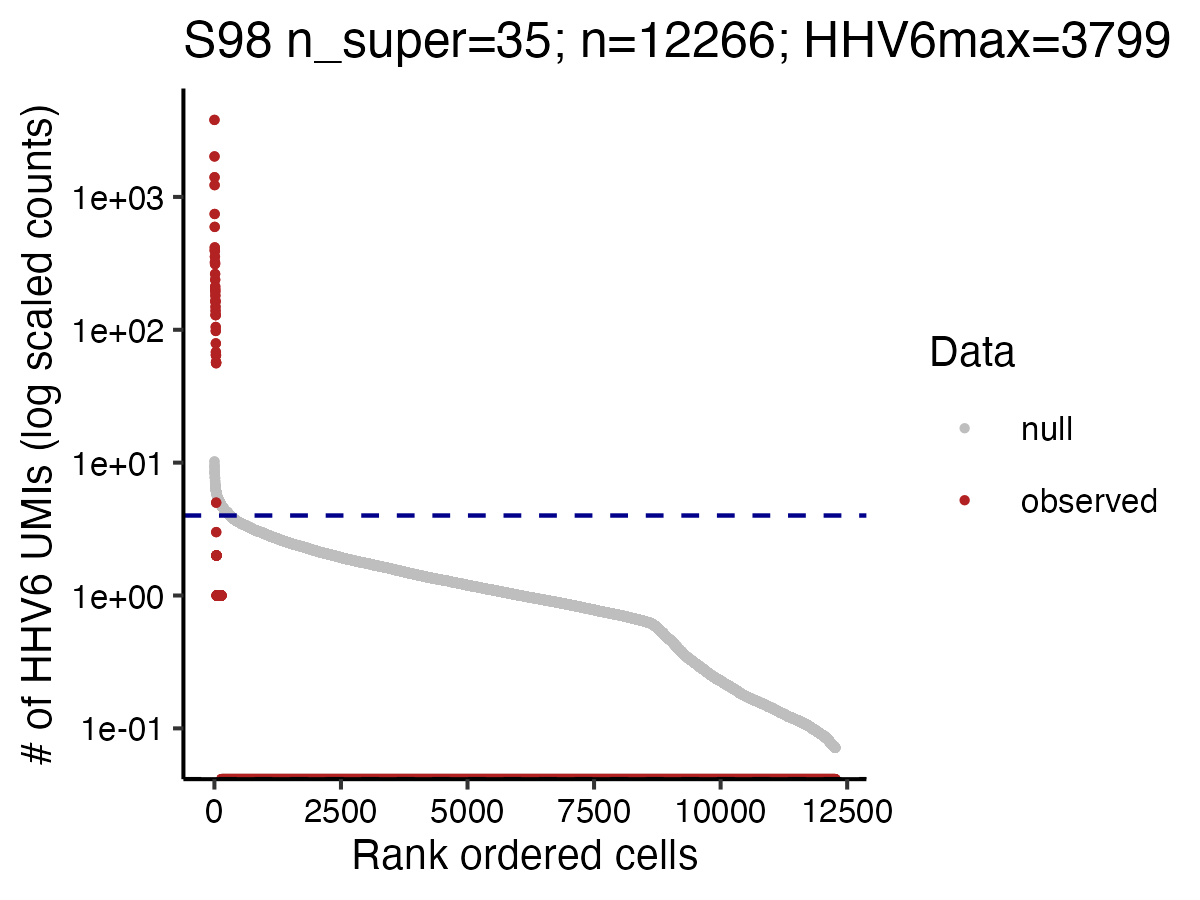 S98 n_super=35; n=12266; HHV6max=3799
# of HHV6 UMIs (log scaled counts)
1e+03
1e+02
1e+01
1e+00
1e-01
0 2500 5000 7500 10000 12500
Rank ordered cells
Data
null
observed